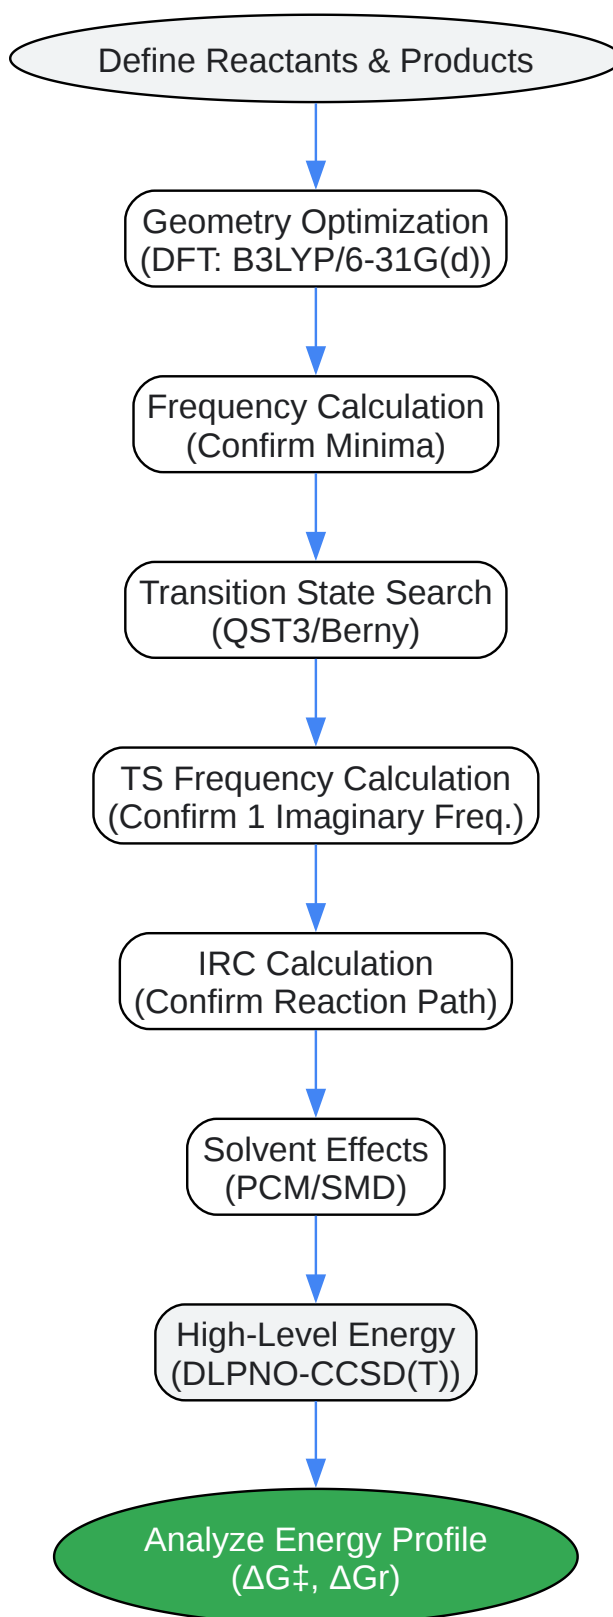 Define Reactants & Products
Geometry Optimization
(DFT: B3LYP/6-31G(d))
Frequency Calculation
(Confirm Minima)
Transition State Search
(QST3/Berny)
TS Frequency Calculation
(Confirm 1 Imaginary Freq.)
IRC Calculation
(Confirm Reaction Path)
Solvent Effects
(PCM/SMD)
High-Level Energy
(DLPNO-CCSD(T))
Analyze Energy Profile
(ΔG‡, ΔGr)